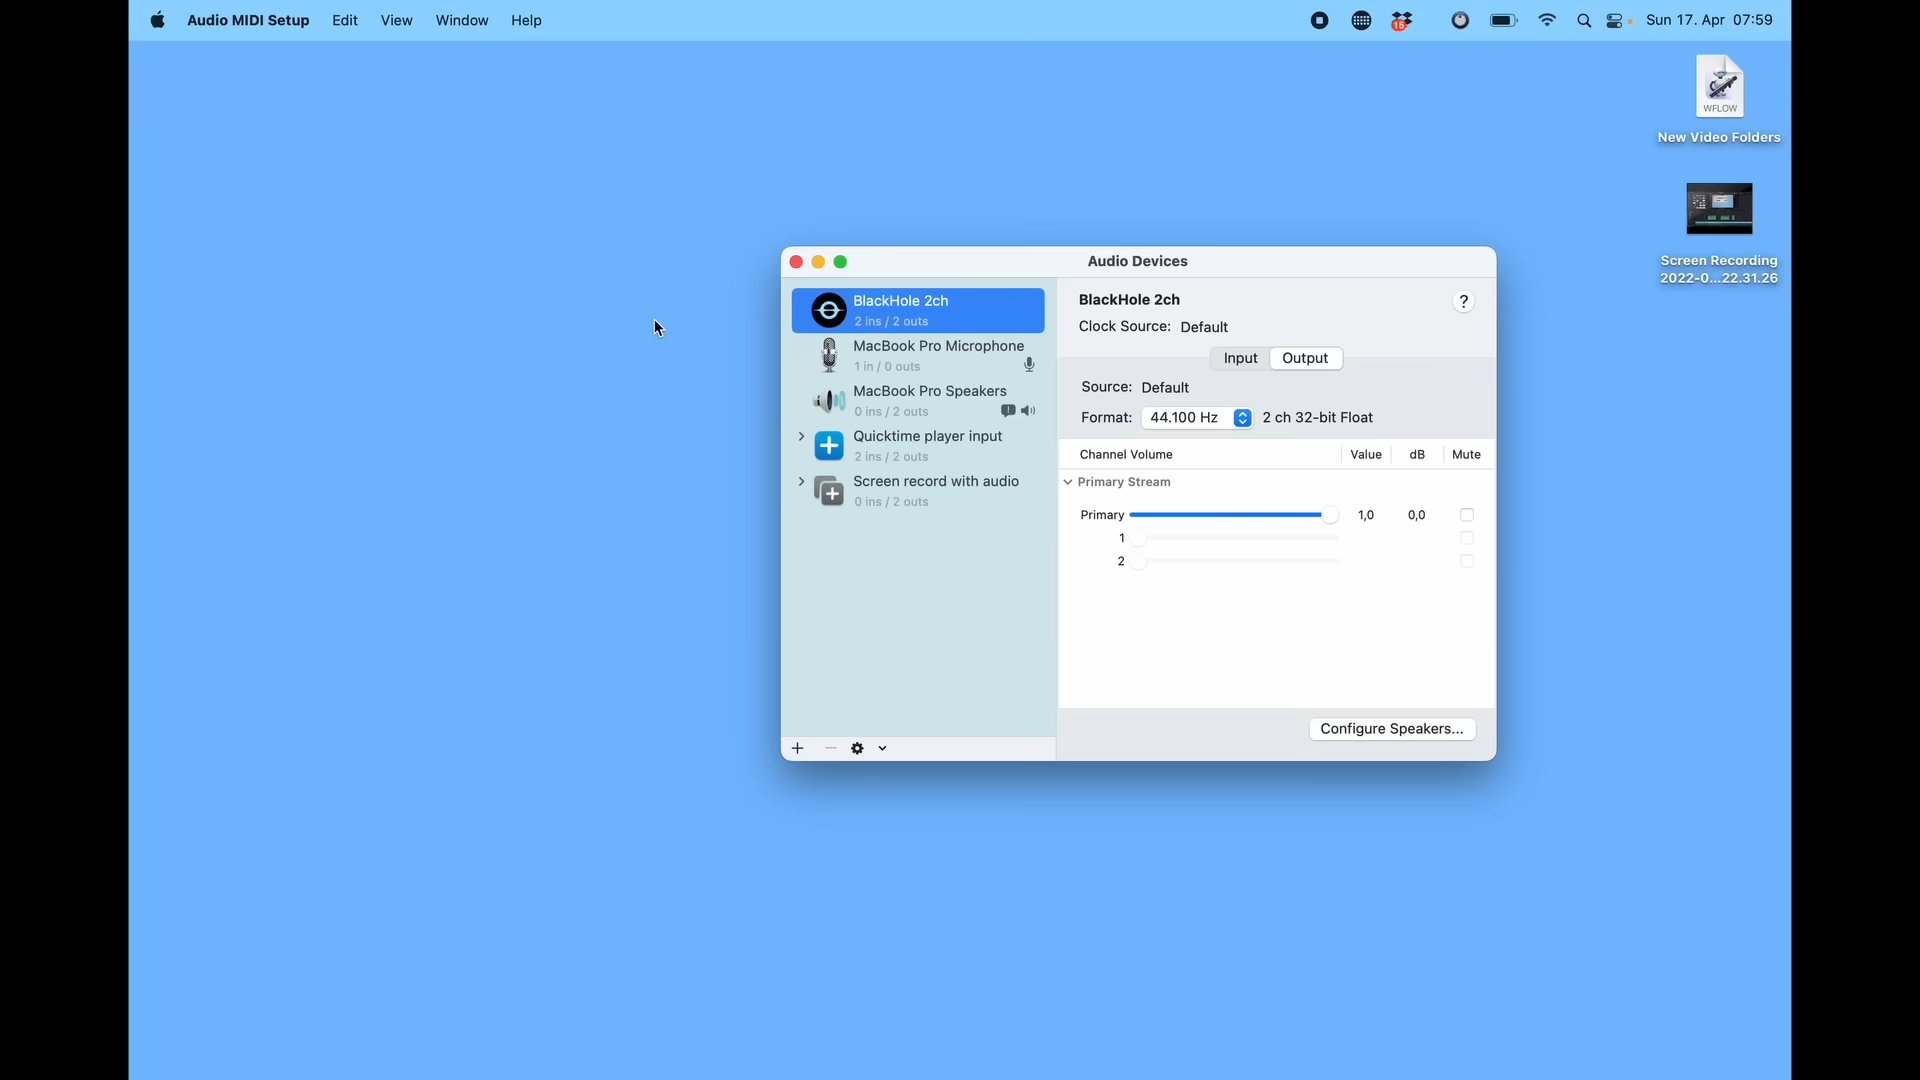 Audio MIDI Setup Edit View Window Help
15
Sun 17. Apr 07:59
WFLOW
New Video Folders
Screen Recording
2022-0...22.31.26
Audio Devices
BlackHole 2ch
2 ins / 2 outs
MacBook Pro Microphone
1 in / 0 outs
MacBook Pro Speakers
0 ins / 2 outs
Quicktime player input
2 ins / 2 outs
Screen record with audio
0 ins / 2 outs
BlackHole 2ch
?
Clock Source: Default
Input Output
Source: Default
Format: 44.100 Hz 2 ch 32-bit Float
Channel Volume Value dB Mute
Primary Stream
Primary 1,0 0,0
1
2
Configure Speakers...